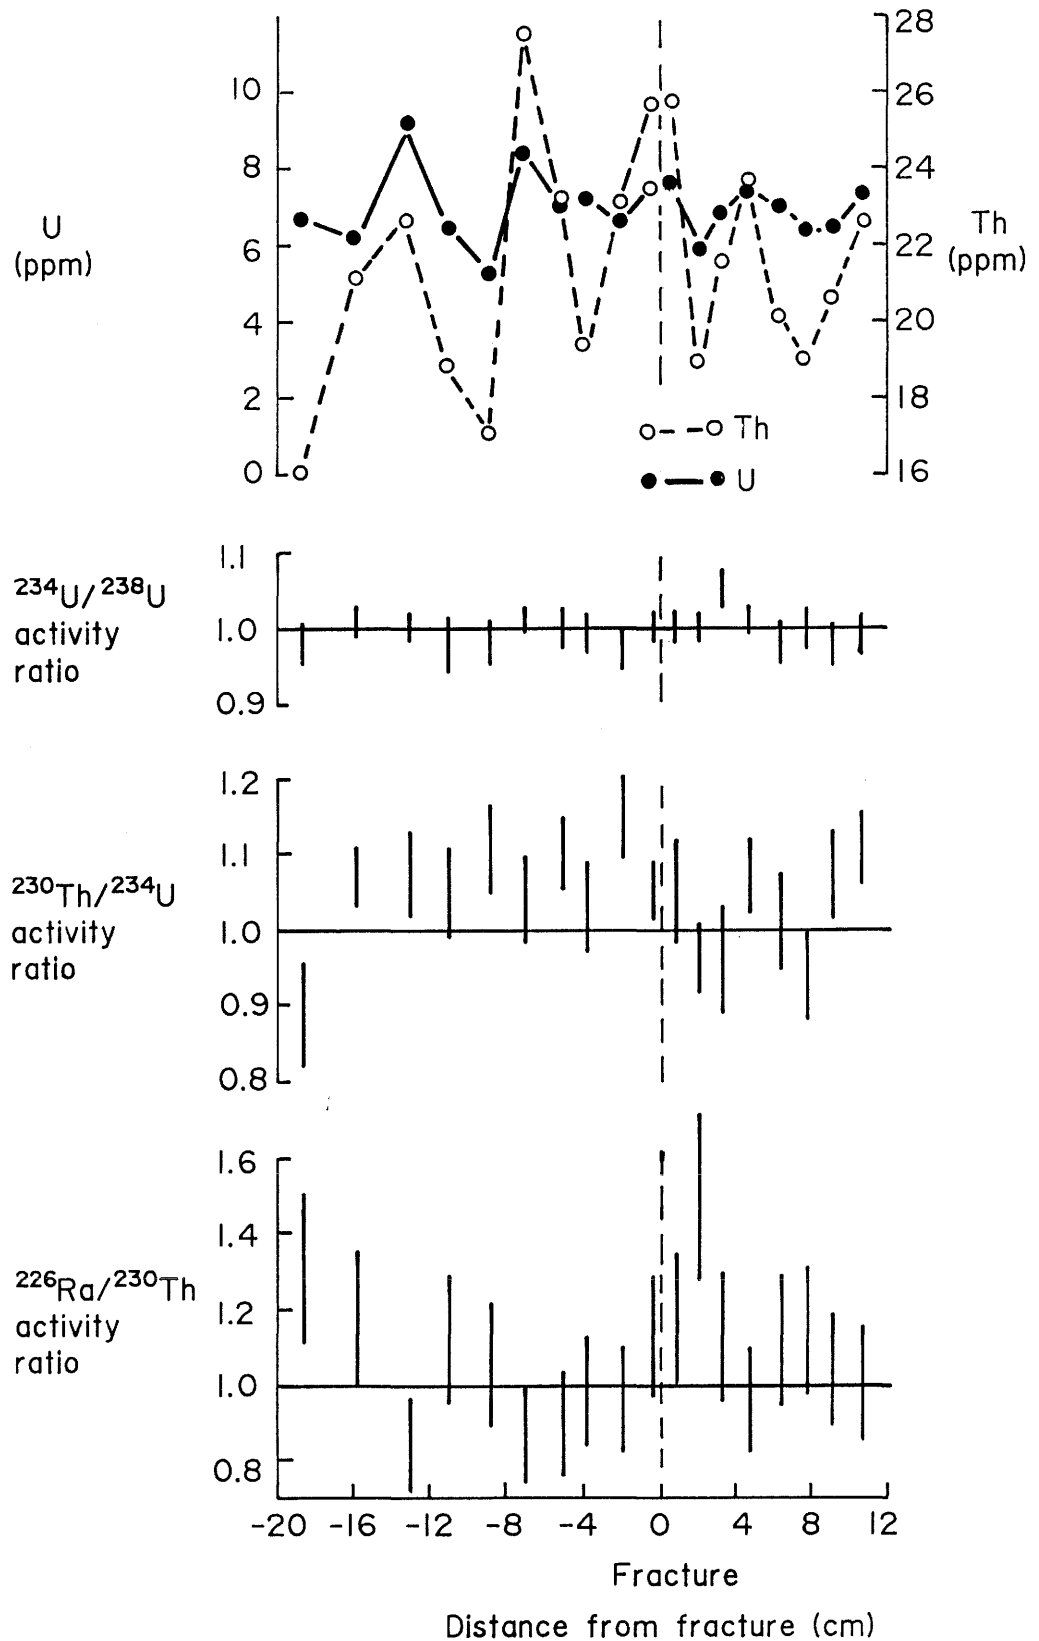 28
10
26
8
24
U
(ppm)
6
22
Th
(ppm)
4
20
2
18
Th
0
16
U
1.1
²³⁴U/²³⁸U
activity
ratio
1.0
0.9
1.2
1.1
²³⁰Th/²³⁴U
activity
ratio
1.0
0.9
0.8
1.6
1.4
²²⁶Ra/²³⁰Th
activity
ratio
1.2
1.0
0.8
-20 -16 -12 -8 -4 0 4 8 12
Fracture
Distance from fracture (cm)